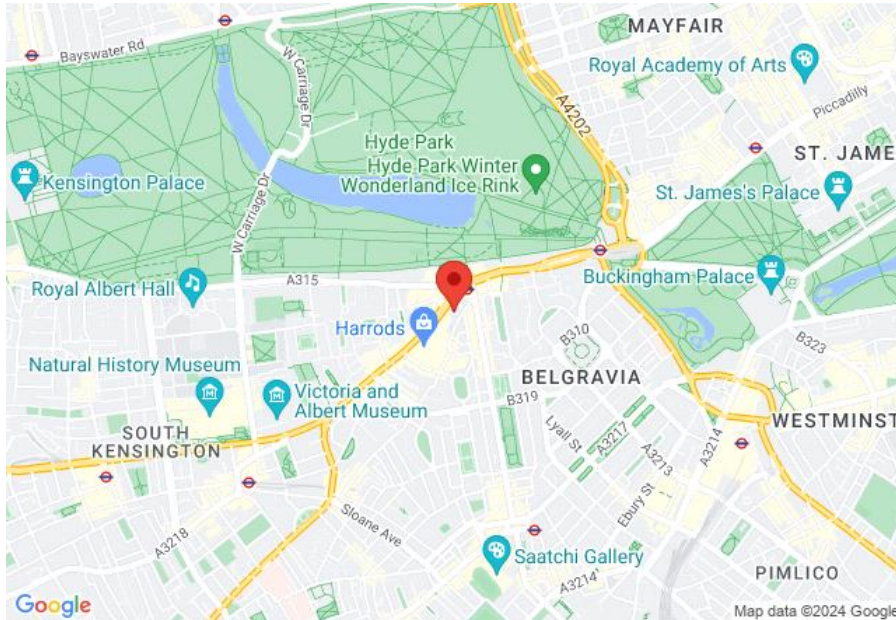 MAYFAIR
Bayswater Rd
W Carriage Dr
A4202
Royal Academy of Arts
Piccadilly
Hyde Park
Hyde Park Winter
Wonderland Ice Rink
ST. JAME
Kensington Palace
St. James's Palace
W Carriage Dr
A315
Buckingham Palace
Royal Albert Hall
Harrods
B310
B323
Natural History Museum
Victoria and
Albert Museum
BELGRAVIA
B319
SOUTH
KENSINGTON
Lyall St
A3217
A3213
A3214
WESTMINST
Ebury St
A3218
Sloane Ave
Saatchi Gallery
A3214
PIMLICO
Google
Map data ©2024 Google